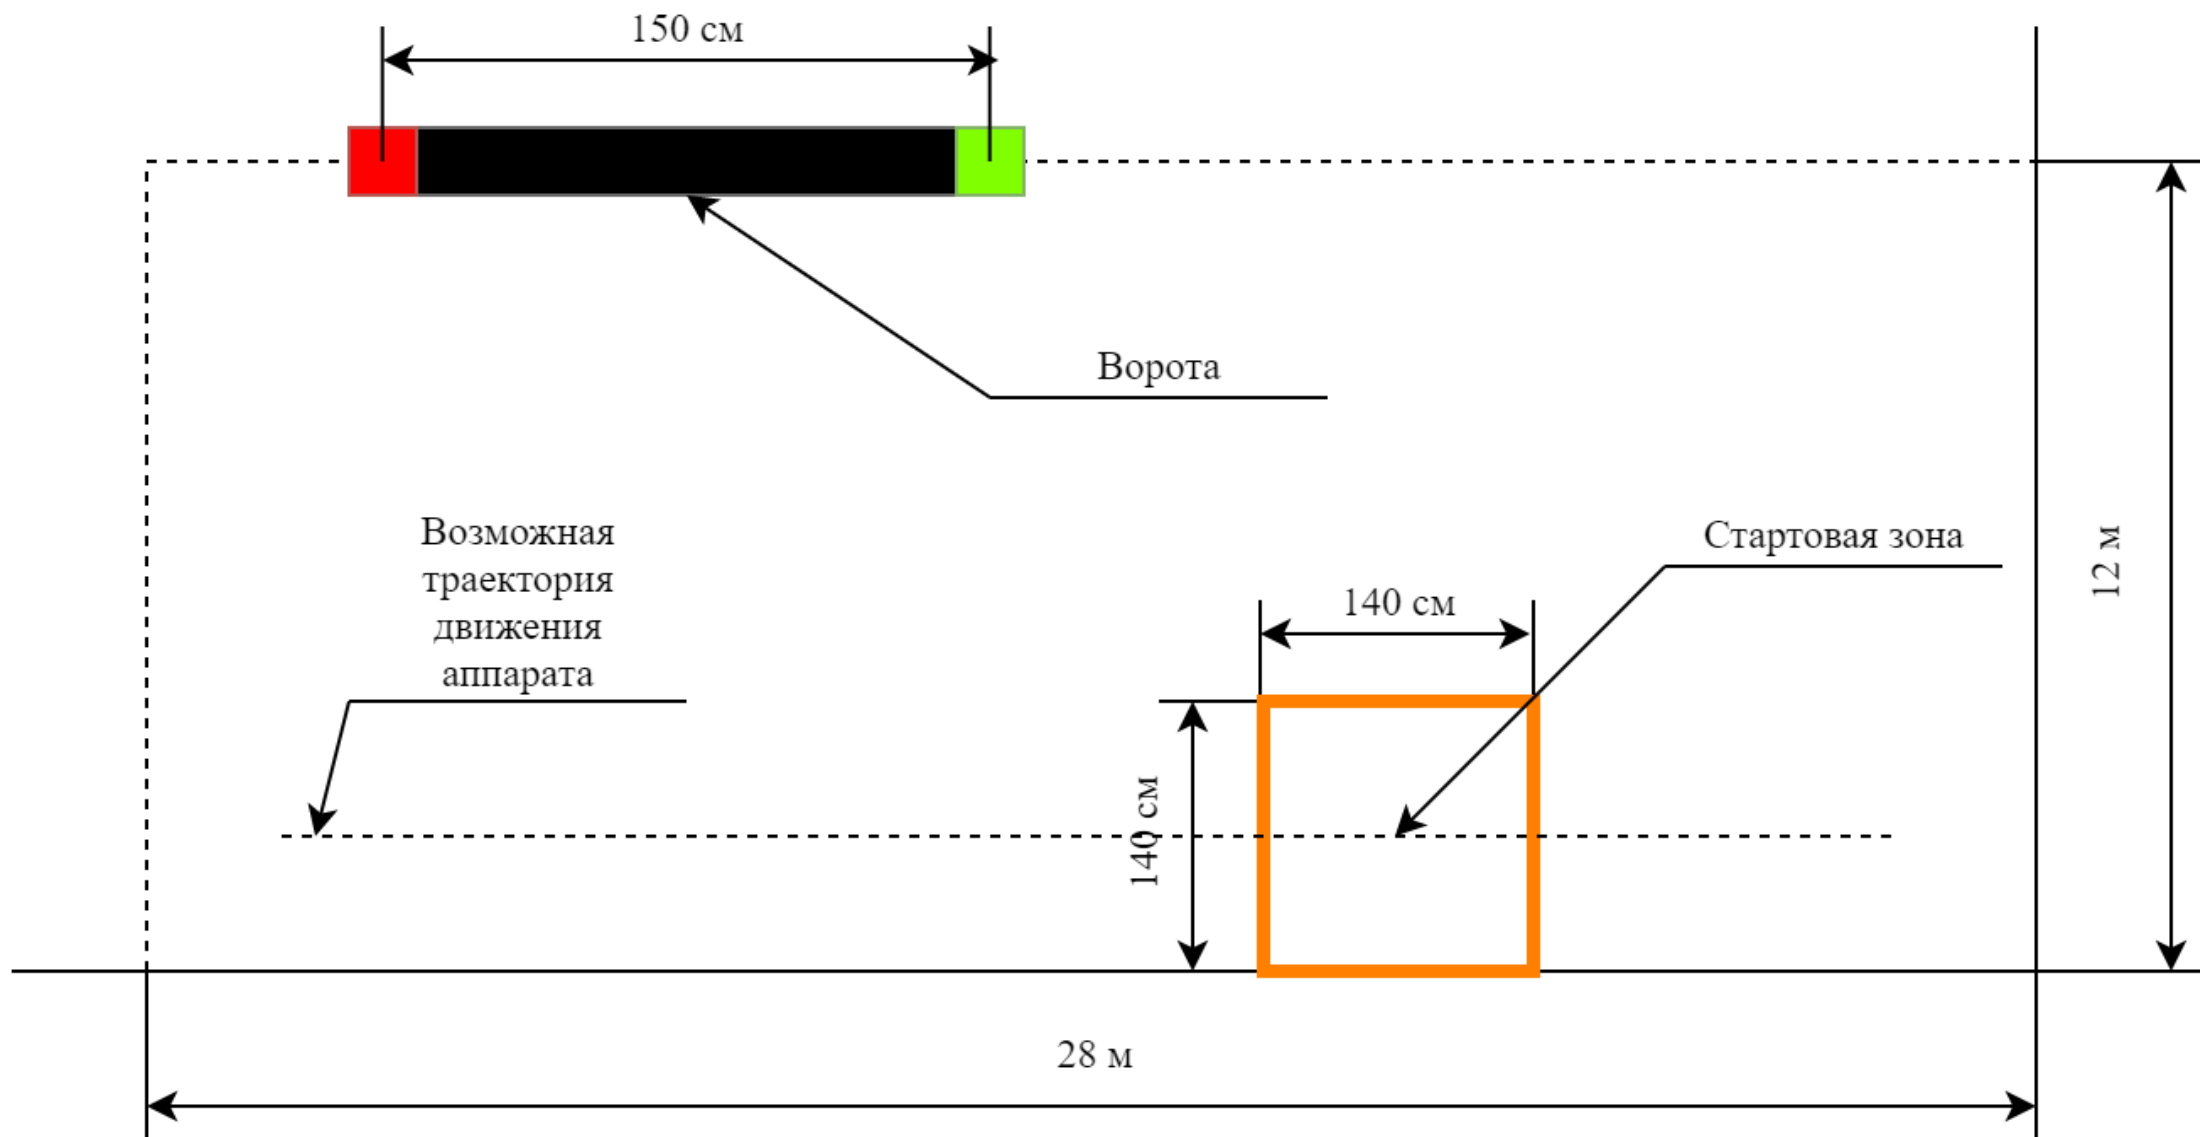 150 см
Ворота
Возможная
траектория
движения
аппарата
Стартовая зона
12 м
140 см
140 см
28 м